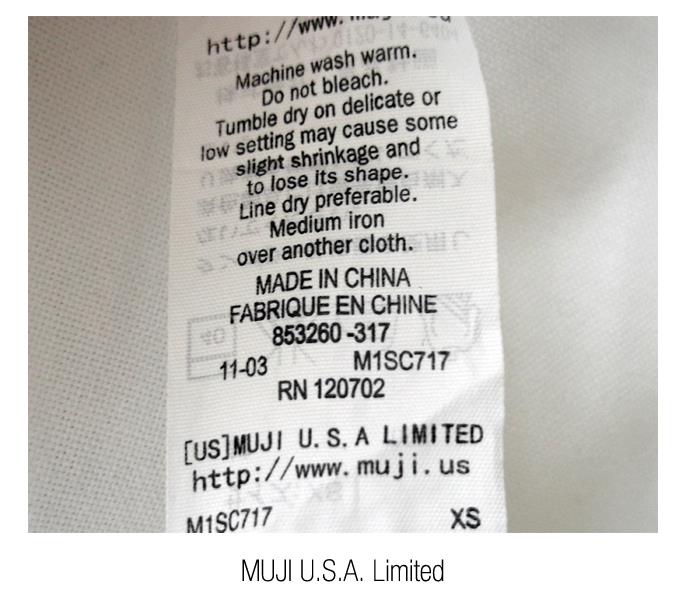 http://www.
Machine wash warm.
Do not bleach.
Tumble dry on delicate or
low setting may cause some
slight shrinkage and
to lose its shape.
Line dry preferable.
Medium iron
over another cloth.
MADE IN CHINA
FABRIQUE EN CHINE
853260 -317
11-03 M1SC717
RN 120702
[US]MUJI U.S.A LIMITED
http://www.muji.us
M1SC717 XS
MUJI U.S.A. Limited